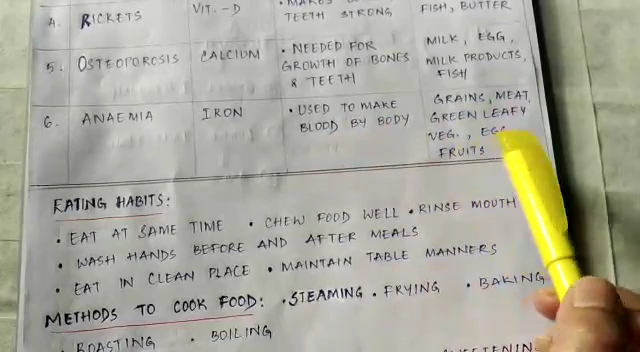 4. RICKETS VIT.-D TEETH STRONG FISH, BUTTER
5. OSTEOPOROSIS CALCIUM • NEEDED FOR MILK, EGG,
GROWTH OF BONES MILK PRODUCTS,
& TEETH FISH
6. ANAEMIA IRON • USED TO MAKE GRAINS, MEAT,
BLOOD BY BODY GREEN LEAFY
VEG.,
FRUITS
EATING HABITS:
• EAT AT SAME TIME • CHEW FOOD WELL • RINSE MOUTH
• WASH HANDS BEFORE AND AFTER MEALS
• EAT IN CLEAN PLACE • MAINTAIN TABLE MANNERS
METHODS TO COOK FOOD: • STEAMING • FRYING • BAKING
• ROASTING • BOILING